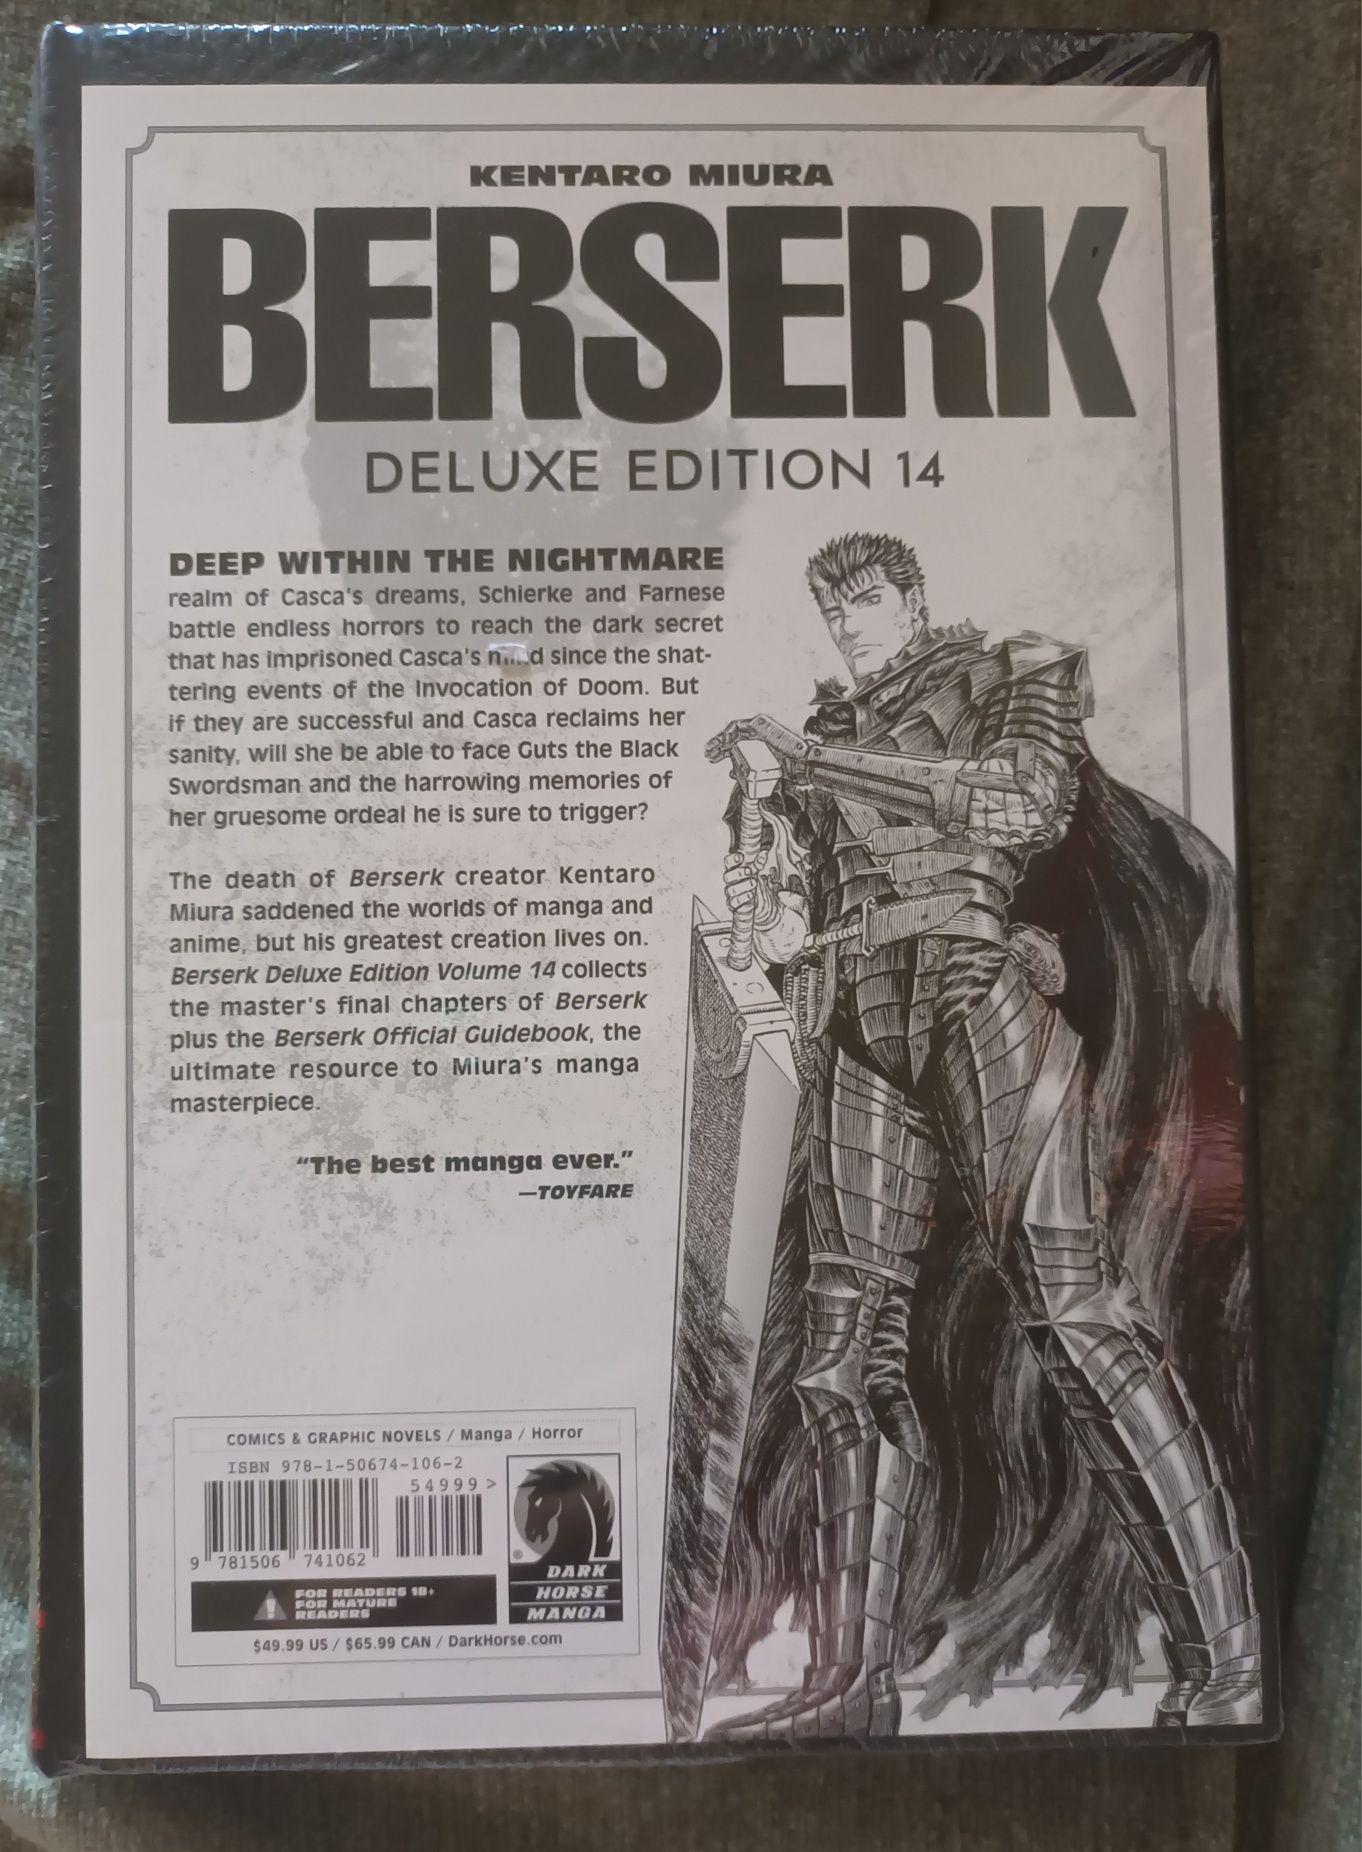 KENTARO MIURA
BERSERK
DELUXE EDITION 14
DEEP WITHIN THE NIGHTMARE
realm of Casca's dreams, Schierke and Farnese
battle endless horrors to reach the dark secret
that has imprisoned Casca's mind since the shat-
tering events of the Invocation of Doom. But
if they are successful and Casca reclaims her
sanity, will she be able to face Guts the Black
Swordsman and the harrowing memories of
her gruesome ordeal he is sure to trigger?
The death of Berserk creator Kentaro
Miura saddened the worlds of manga and
anime, but his greatest creation lives on.
Berserk Deluxe Edition Volume 14 collects
the master's final chapters of Berserk
plus the Berserk Official Guidebook, the
ultimate resource to Miura's manga
masterpiece.
“The best manga ever.”
—TOYFARE
COMICS & GRAPHIC NOVELS / Manga / Horror
ISBN 978-1-50674-106-2
54999>
9 781506 741062
®
DARK
HORSE
MANGA
FOR READERS 18+
FOR MATURE
READERS
$49.99 US / $65.99 CAN / DarkHorse.com